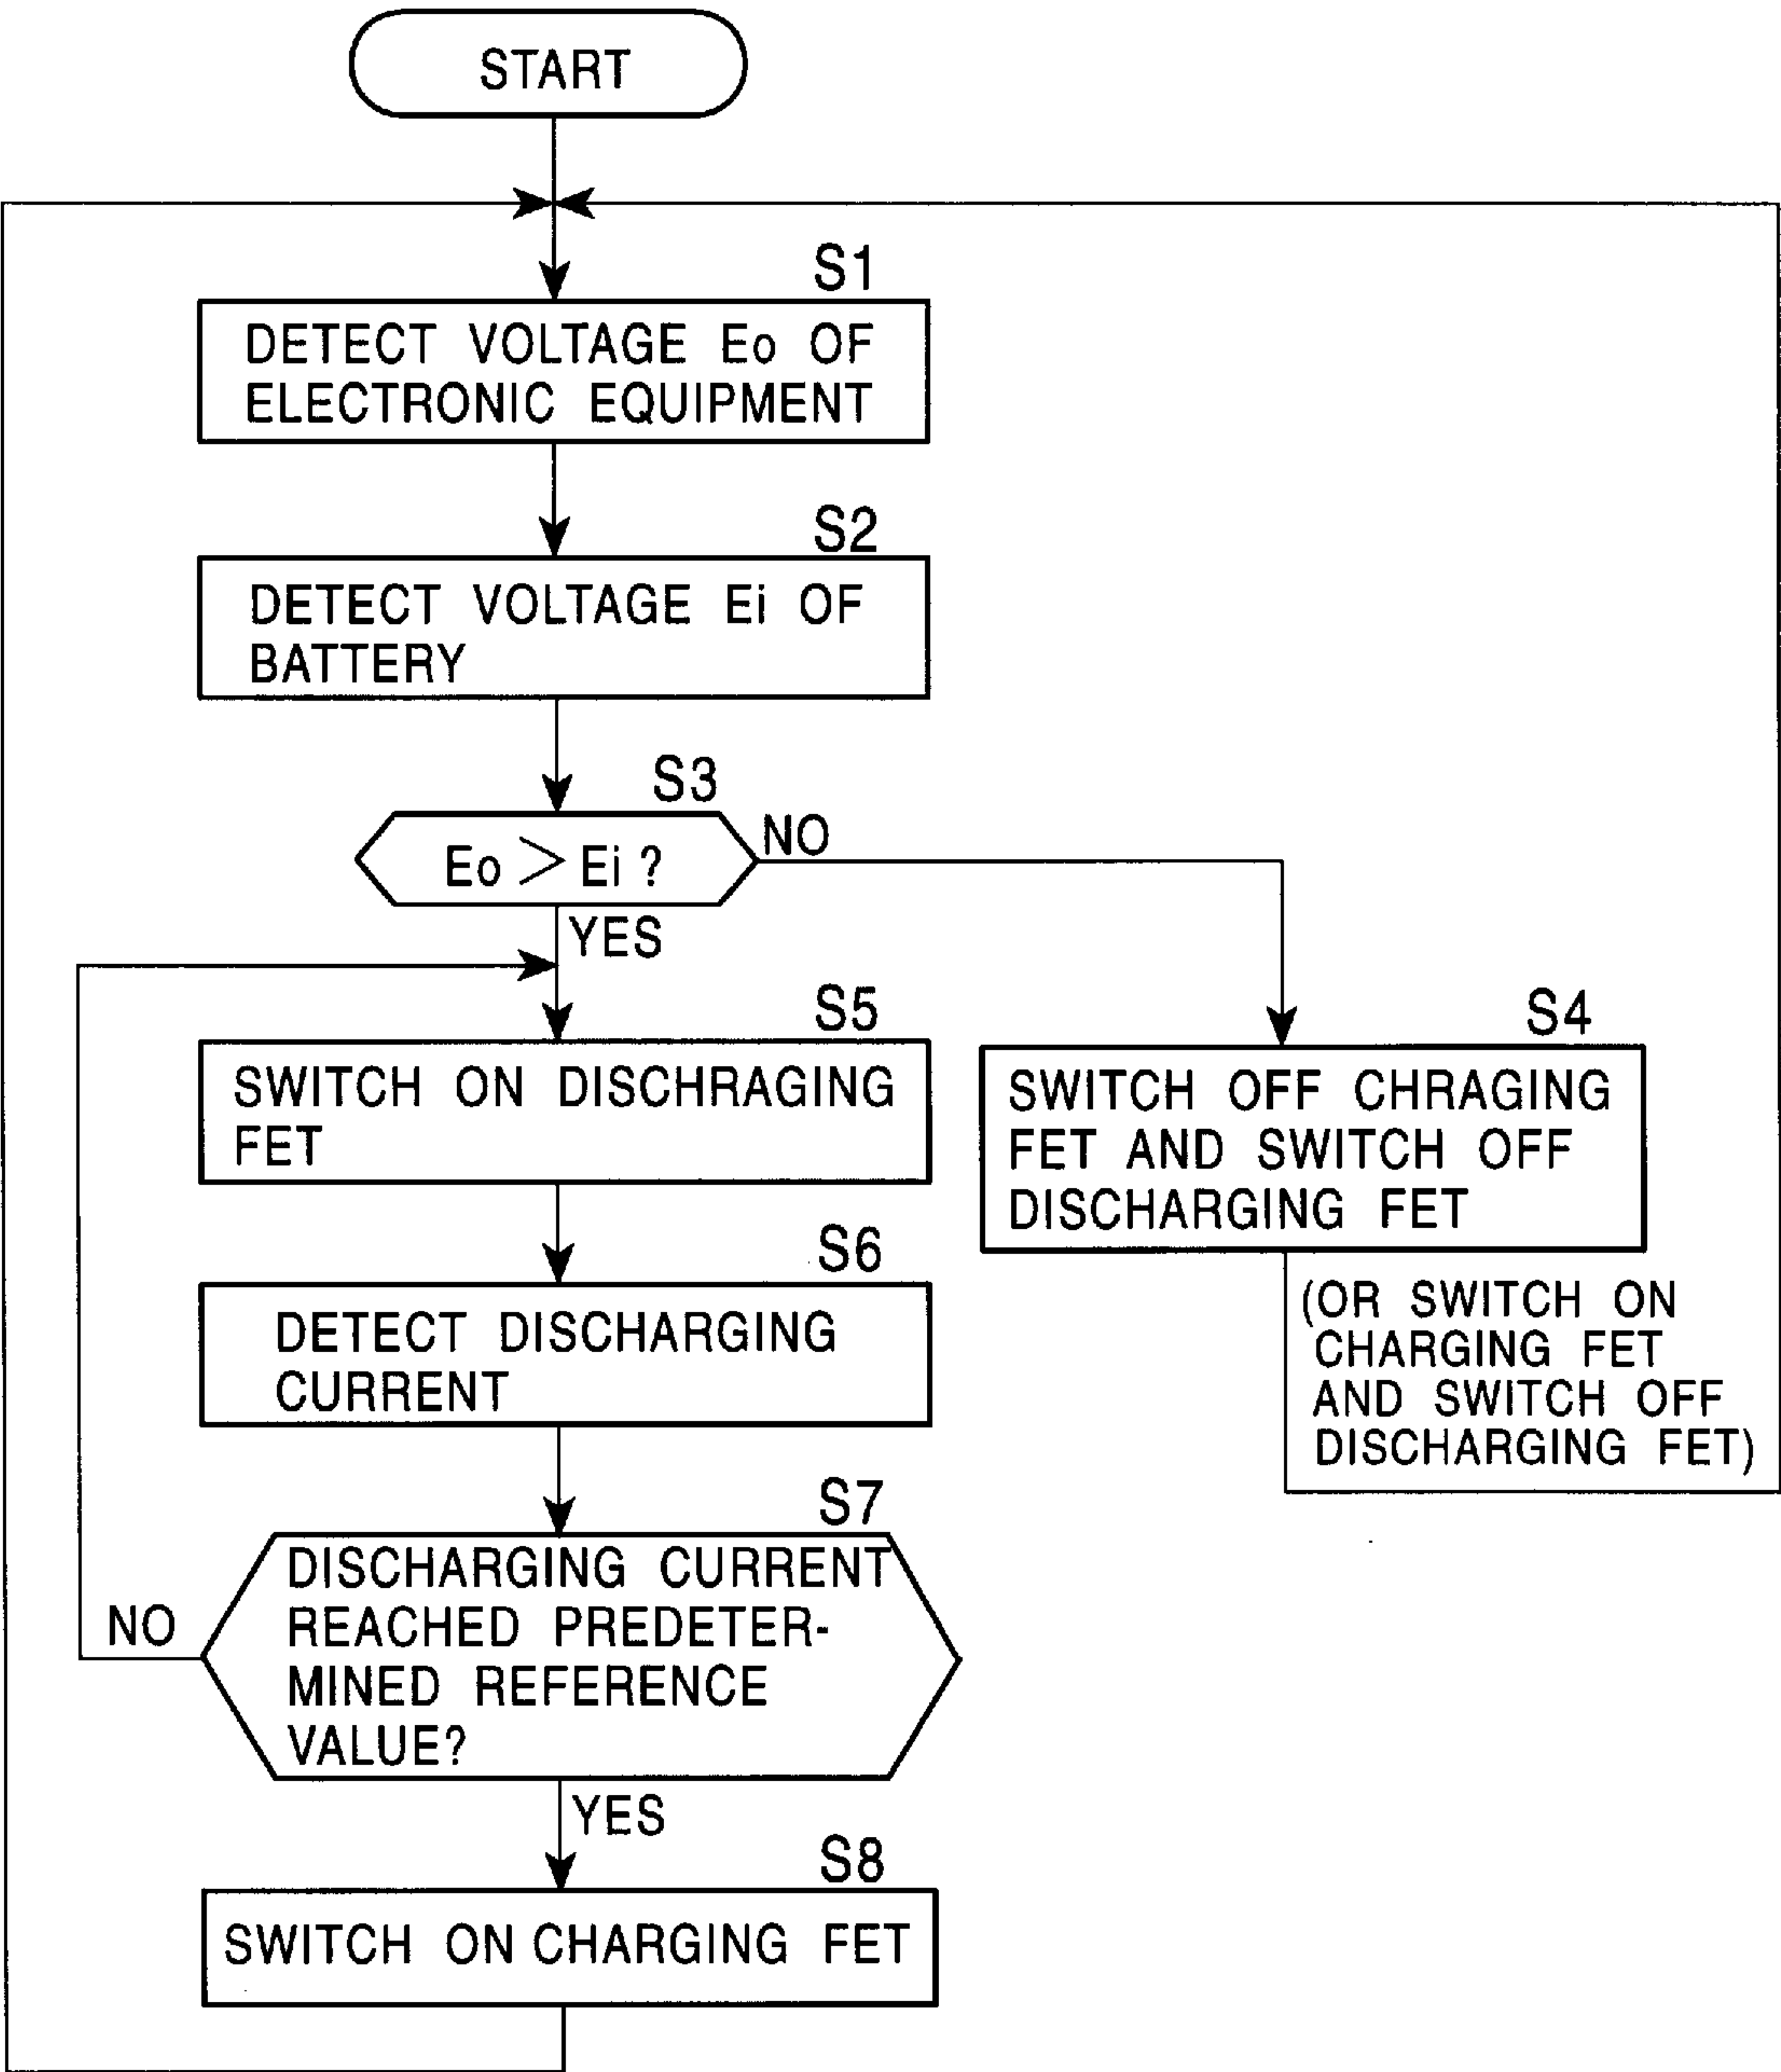 START
S1
DETECT VOLTAGE Eo OF
ELECTRONIC EQUIPMENT
S2
DETECT VOLTAGE Ei OF
BATTERY
S3
Eo > Ei ?
NO
YES
S5
SWITCH ON DISCHRAGING
FET
S4
SWITCH OFF CHRAGING
FET AND SWITCH OFF
DISCHARGING FET
(OR SWITCH ON
CHARGING FET
AND SWITCH OFF
DISCHARGING FET)
S6
DETECT DISCHARGING
CURRENT
S7
DISCHARGING CURRENT
REACHED PREDETER-
MINED REFERENCE
VALUE?
NO
YES
S8
SWITCH ON CHARGING FET